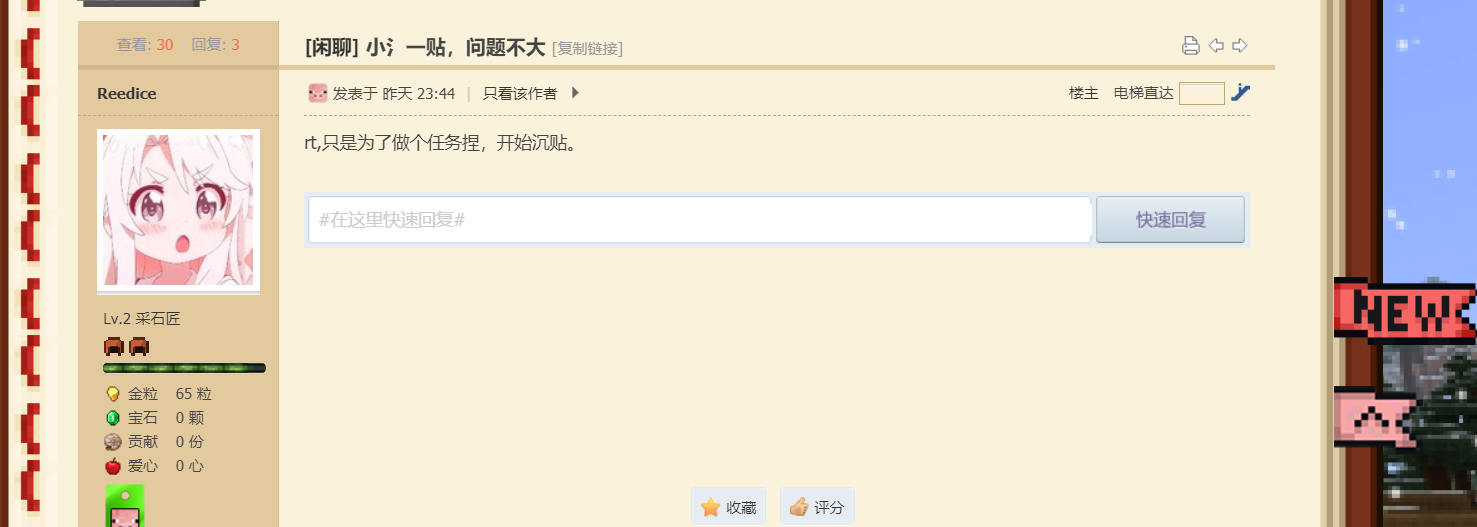 查看: 30 回复: 3
[闲聊] 小氵一贴，问题不大 [复制链接]
Reedice
发表于 昨天 23:44 | 只看该作者
楼主 电梯直达
rt,只是为了做个任务捏，开始沉贴。
#在这里快速回复#
快速回复
Lv.2 采石匠
金粒 65 粒
宝石 0 颗
贡献 0 份
爱心 0 心
NEW
收藏
评分